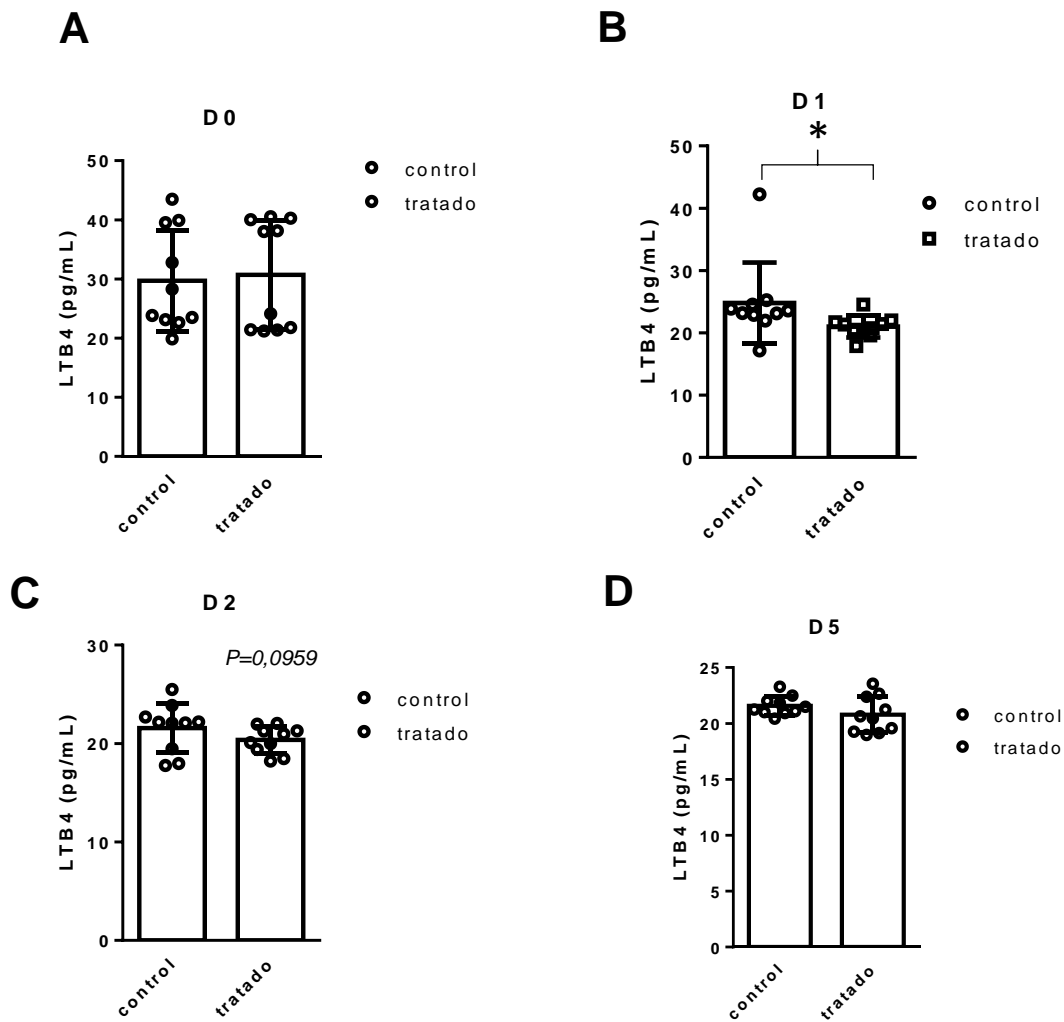 A
D0
LTB4 (pg/mL)
50
40
30
20
10
0
control
tratado
control
tratado
B
D1
*
LTB4 (pg/mL)
50
40
30
20
10
0
control
tratado
control
tratado
C
D2
P=0,0959
LTB4 (pg/mL)
30
20
10
0
control
tratado
control
tratado
D
D5
LTB4 (pg/mL)
25
20
15
10
5
0
control
tratado
control
tratado